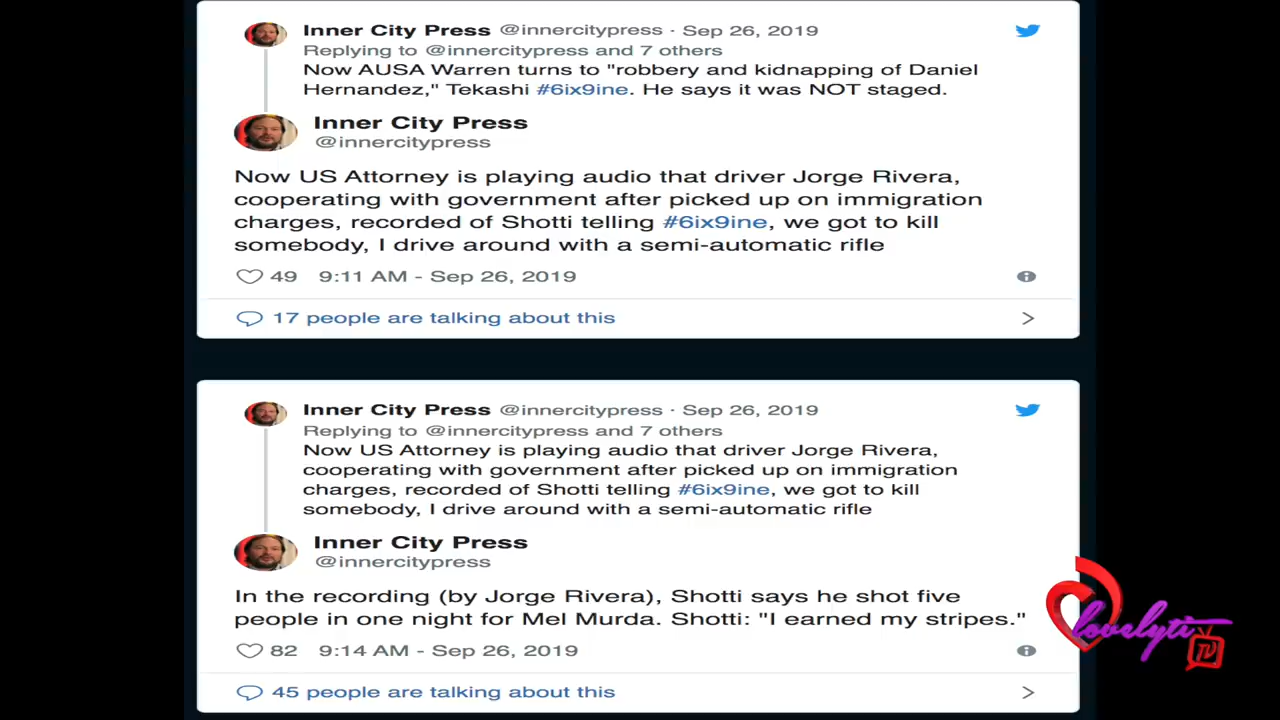 Inner City Press @innercitypress · Sep 26, 2019
Replying to @innercitypress and 7 others
Now AUSA Warren turns to "robbery and kidnapping of Daniel
Hernandez," Tekashi #6ix9ine. He says it was NOT staged.
Inner City Press
@innercitypress
Now US Attorney is playing audio that driver Jorge Rivera,
cooperating with government after picked up on immigration
charges, recorded of Shotti telling #6ix9ine, we got to kill
somebody, I drive around with a semi-automatic rifle
49 9:11 AM - Sep 26, 2019
17 people are talking about this
Inner City Press @innercitypress · Sep 26, 2019
Replying to @innercitypress and 7 others
Now US Attorney is playing audio that driver Jorge Rivera,
cooperating with government after picked up on immigration
charges, recorded of Shotti telling #6ix9ine, we got to kill
somebody, I drive around with a semi-automatic rifle
Inner City Press
@innercitypress
In the recording (by Jorge Rivera), Shotti says he shot five
people in one night for Mel Murda. Shotti: "I earned my stripes."
82 9:14 AM - Sep 26, 2019
45 people are talking about this
lovelyti
TV